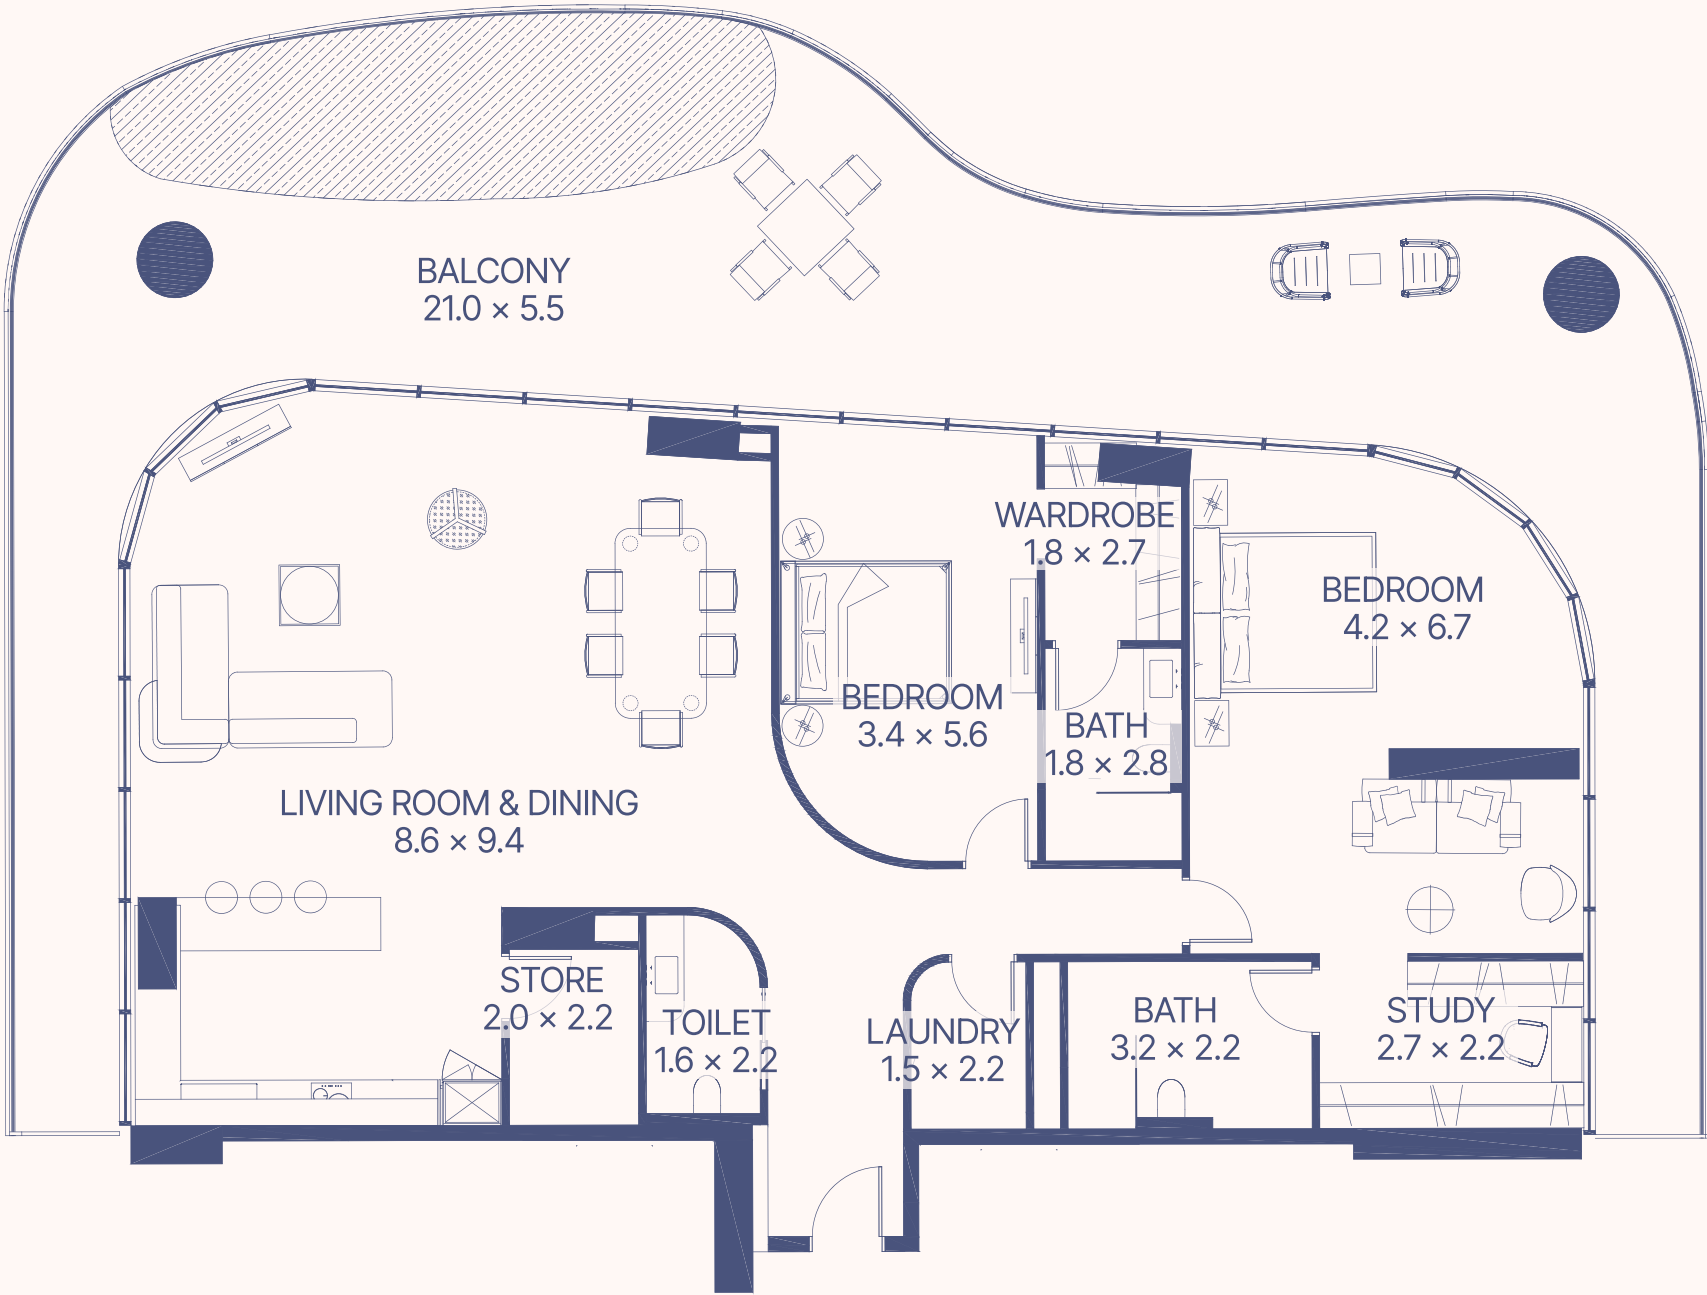 BALCONY
21.0 × 5.5
WARDROBE
1.8 × 2.7
BEDROOM
4.2 × 6.7
BEDROOM
3.4 × 5.6
BATH
1.8 × 2.8
LIVING ROOM & DINING
8.6 × 9.4
STORE
2.0 × 2.2
TOILET
1.6 × 2.2
LAUNDRY
1.5 × 2.2
BATH
3.2 × 2.2
STUDY
2.7 × 2.2